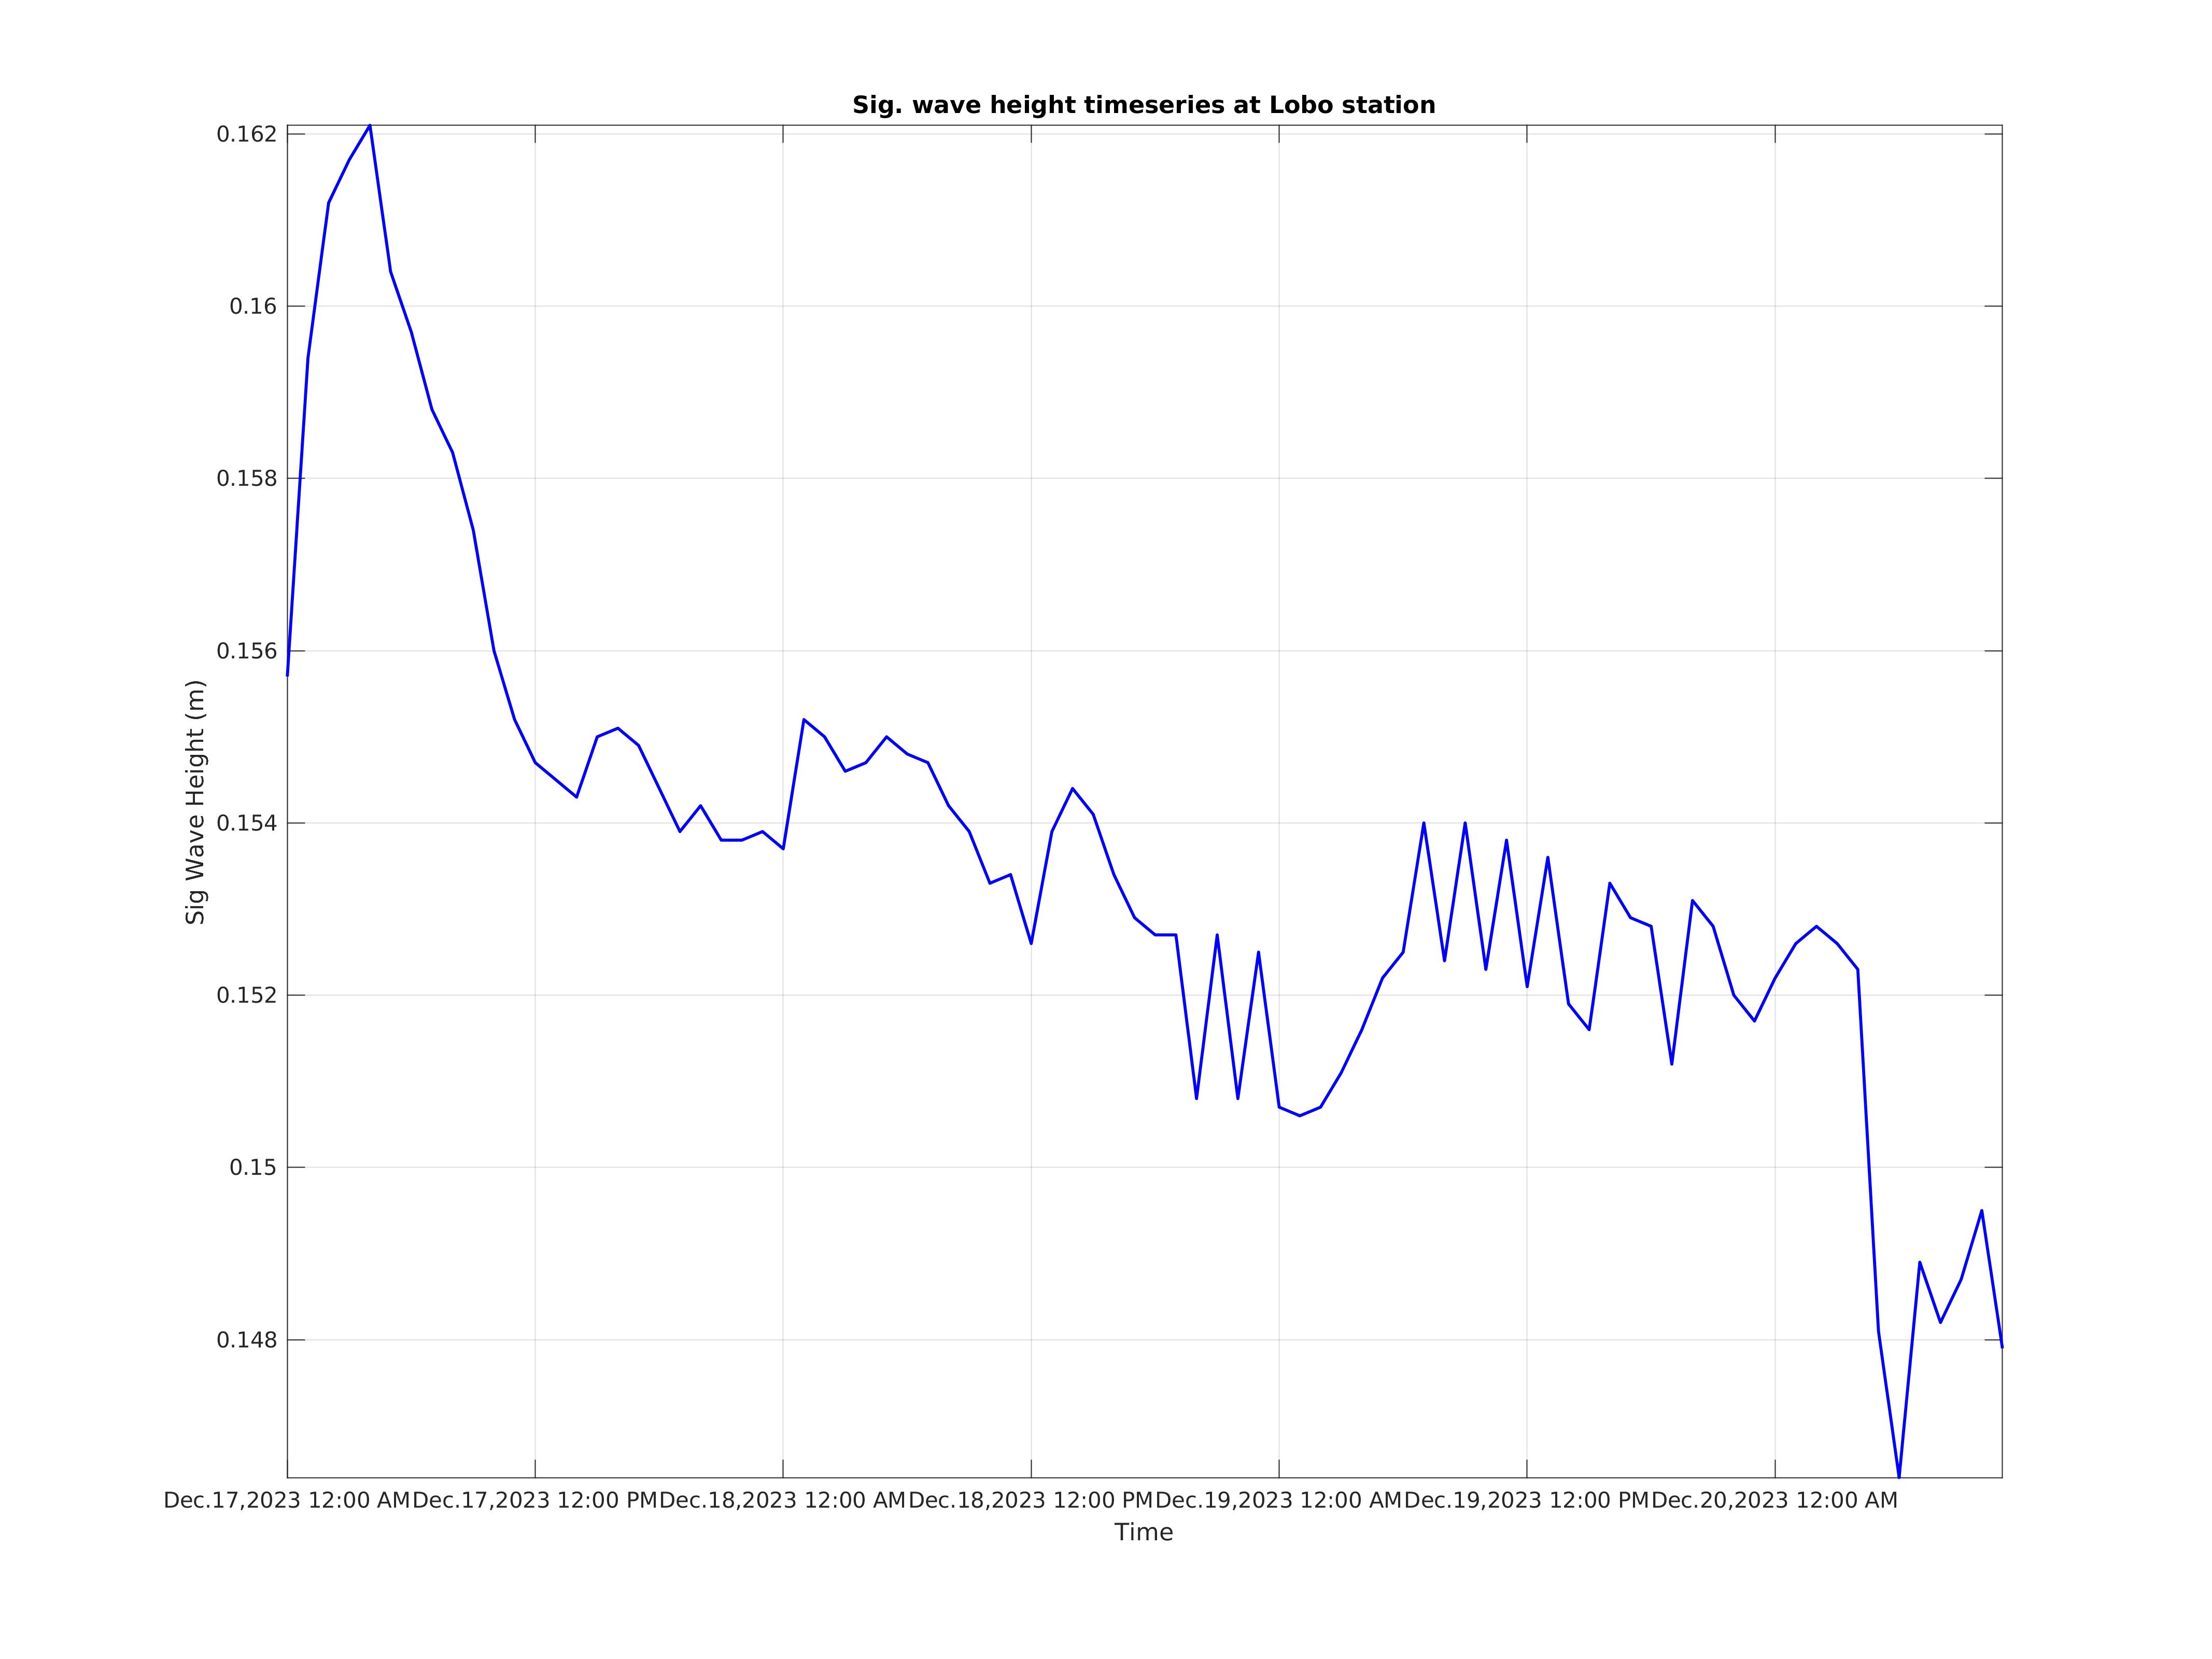 Sig. wave height timeseries at Lobo station
0.162
0.16
0.158
0.156
0.154
0.152
0.15
0.148
Sig Wave Height (m)
Dec.17,2023 12:00 AM Dec.17,2023 12:00 PM Dec.18,2023 12:00 AM Dec.18,2023 12:00 PM Dec.19,2023 12:00 AM Dec.19,2023 12:00 PM Dec.20,2023 12:00 AM
Time